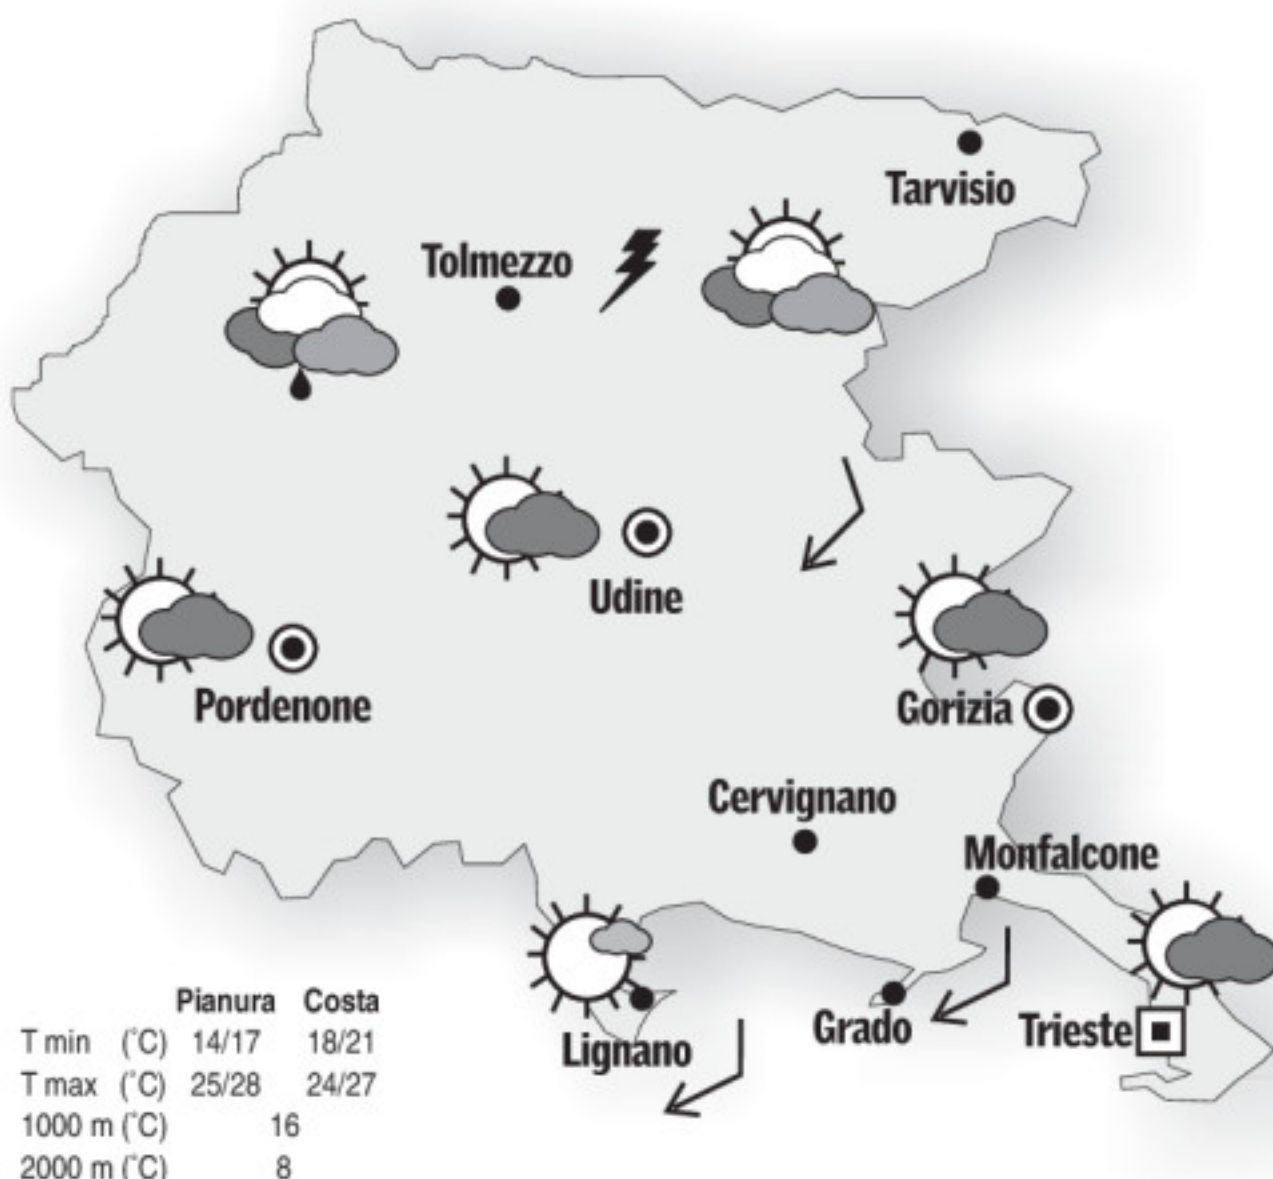 Tarvisio
Tolmezzo
Udine
Pordenone
Gorizia
Cervignano
Monfalcone
Grado
Trieste
Lignano
Pianura Costa
T min (°C) 14/17 18/21
T max (°C) 25/28 24/27
1000 m (°C) 16
2000 m (°C) 8